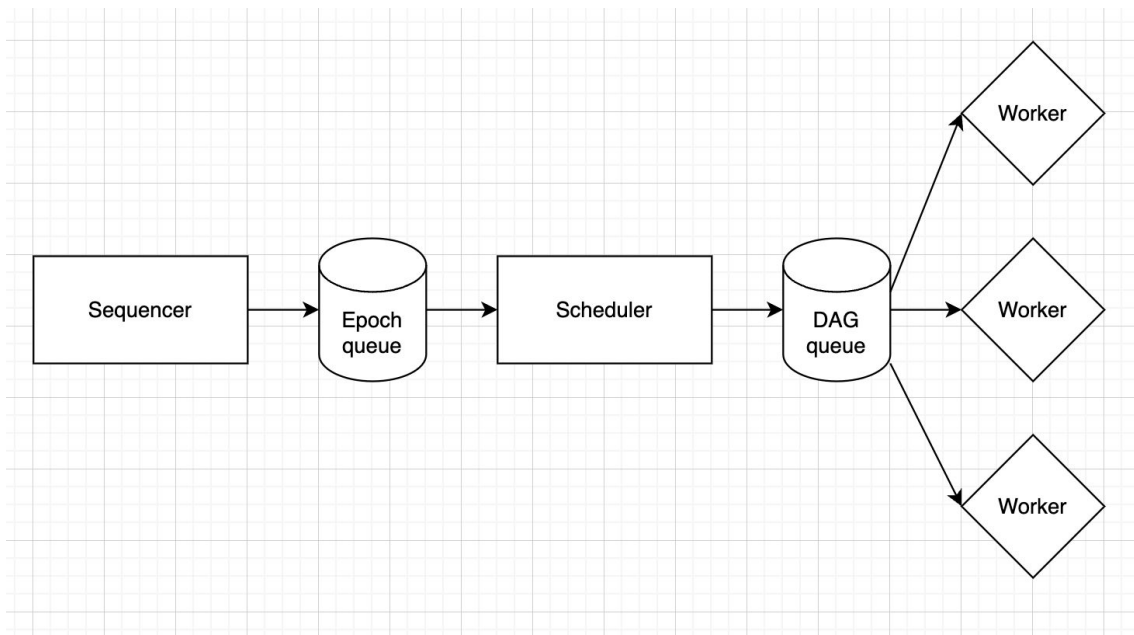 Sequencer
Epoch
queue
Scheduler
DAG
queue
Worker
Worker
Worker